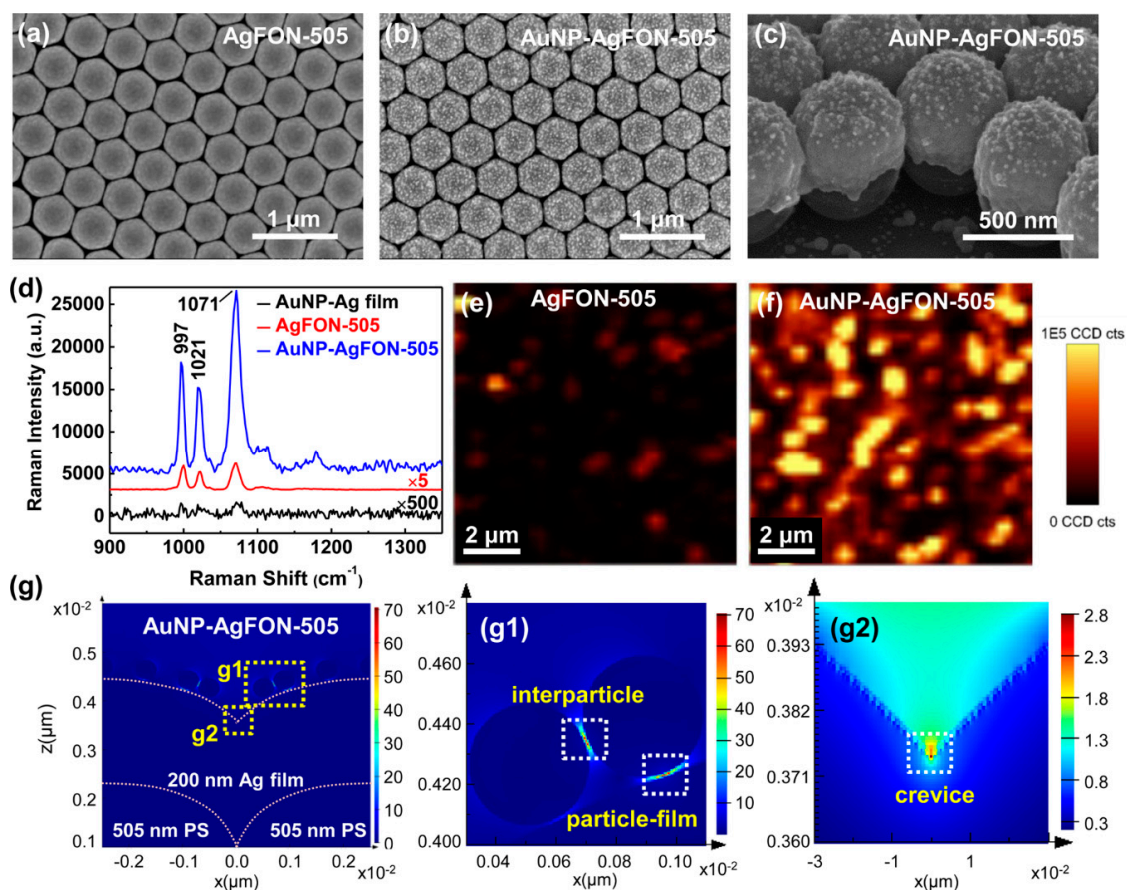 (a) AgFON-505
1 μm
(b) AuNP-AgFON-505
1 μm
(c) AuNP-AgFON-505
500 nm
(d)
Raman Intensity (a.u.)
25000
20000
15000
10000
5000
0
1071
997
1021
AuNP-Ag film
AgFON-505
AuNP-AgFON-505
×5
×500
900 1000 1100 1200 1300
Raman Shift (cm⁻¹)
(e) AgFON-505
2 μm
(f) AuNP-AgFON-505
2 μm
1E5 CCD cts
0 CCD cts
(g)
x10⁻²
AuNP-AgFON-505
z(μm)
0.5
0.4
0.3
0.2
0.1
g1
g2
200 nm Ag film
505 nm PS 505 nm PS
-0.2 -0.1 0.0 0.1 0.2
x(μm) x10⁻²
70
60
50
40
30
20
10
0
x10⁻²
(g1)
0.460
0.440
0.420
0.400
interparticle
particle-film
0.04 0.06 0.08 0.10
x(μm) x10⁻²
70
60
50
40
30
20
10
x10⁻²
(g2)
0.393
0.382
0.371
0.360
crevice
-3 -1 1 3
x(μm) x10⁻²
2.8
2.3
1.8
1.3
0.8
0.3